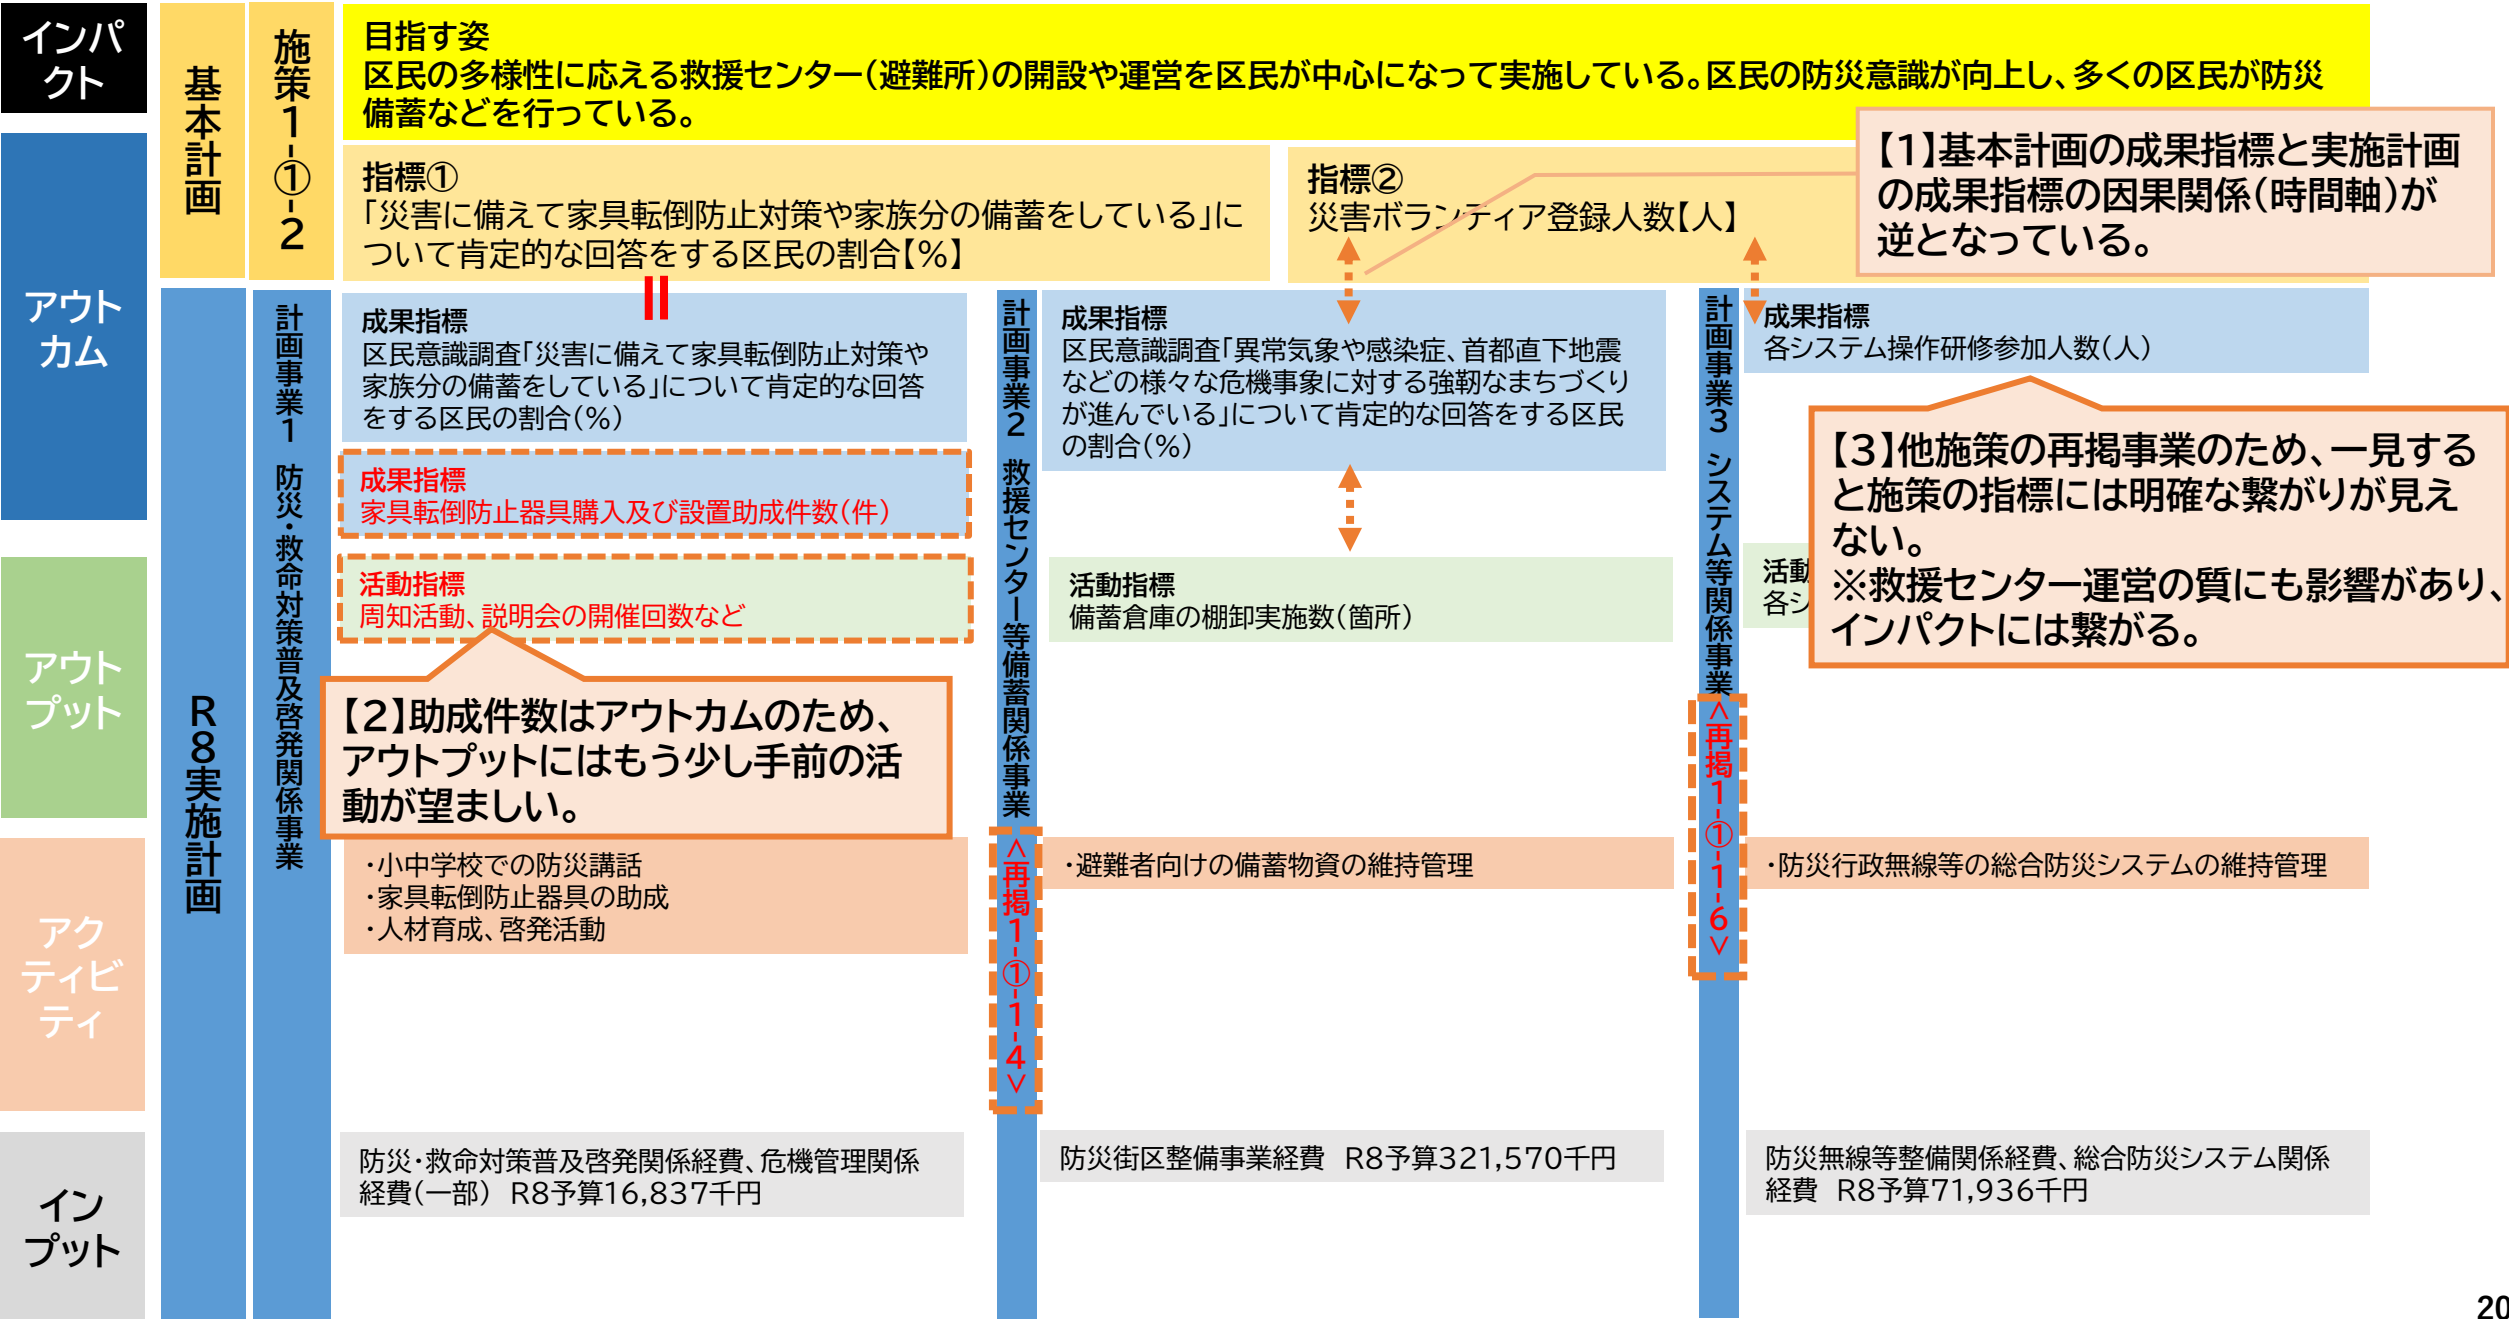 インパ
クト
基本計画
施策1-①-2
目指す姿
区民の多様性に応える救援センター(避難所)の開設や運営を区民が中心になって実施している。区民の防災意識が向上し、多くの区民が防災
備蓄などを行っている。
【1】基本計画の成果指標と実施計画
の成果指標の因果関係(時間軸)が
逆となっている。
指標①
「災害に備えて家具転倒防止対策や家族分の備蓄をしている」に
ついて肯定的な回答をする区民の割合【%】
指標②
災害ボランティア登録人数【人】
アウト
カム
R8実施計画
計画事業1 防災・救命対策普及啓発関係事業
成果指標
区民意識調査「災害に備えて家具転倒防止対策や
家族分の備蓄をしている」について肯定的な回答
をする区民の割合(%)
成果指標
家具転倒防止器具購入及び設置助成件数(件)
活動指標
周知活動、説明会の開催回数など
【2】助成件数はアウトカムのため、
アウトプットにはもう少し手前の活
動が望ましい。
・小中学校での防災講話
・家具転倒防止器具の助成
・人材育成、啓発活動
防災・救命対策普及啓発関係経費、危機管理関係
経費(一部) R8予算16,837千円
計画事業2 救援センター等備蓄関係事業
<再掲1-①-1-4>
成果指標
区民意識調査「異常気象や感染症、首都直下地震
などの様々な危機事象に対する強靭なまちづくり
が進んでいる」について肯定的な回答をする区民
の割合(%)
活動指標
備蓄倉庫の棚卸実施数(箇所)
・避難者向けの備蓄物資の維持管理
防災街区整備事業経費 R8予算321,570千円
計画事業3 システム等関係事業
<再掲1-①-1-6>
成果指標
各システム操作研修参加人数(人)
【3】他施策の再掲事業のため、一見する
と施策の指標には明確な繋がりが見え
ない。
※救援センター運営の質にも影響があり、
インパクトには繋がる。
活動
各シ
・防災行政無線等の総合防災システムの維持管理
防災無線等整備関係経費、総合防災システム関係
経費 R8予算71,936千円
アウト
プット
アク
ティビ
ティ
イン
プット
20